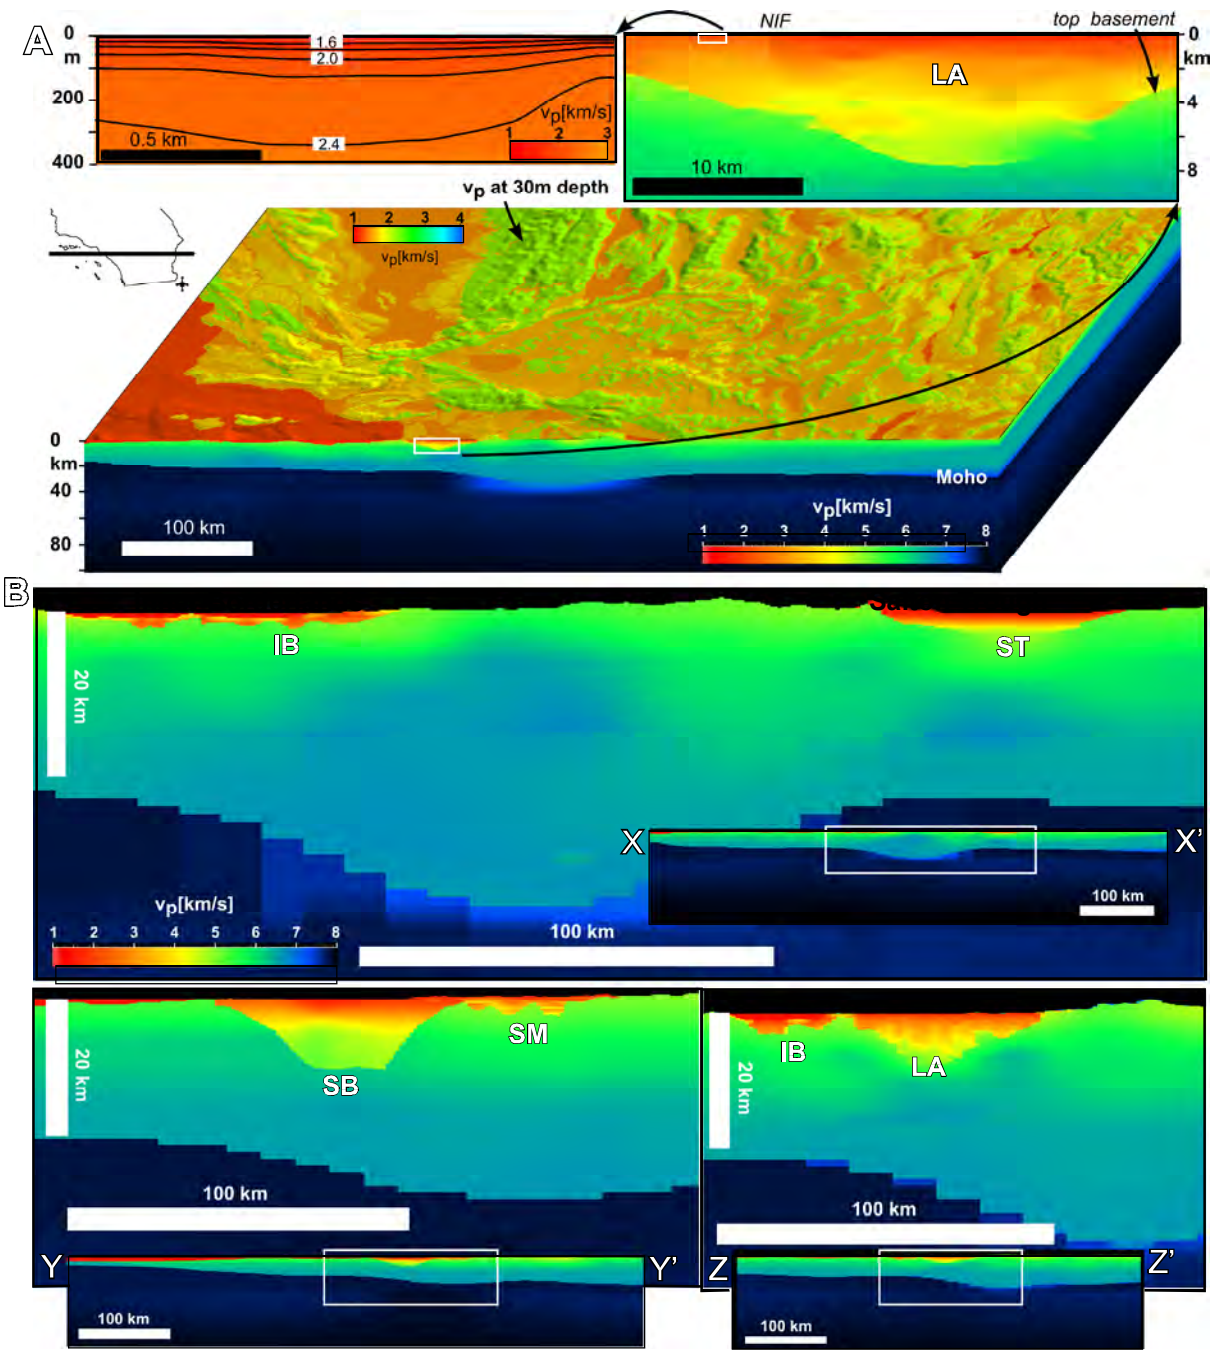 A
0
m
200
400
1.6
2.0
2.4
0.5 km
vp[km/s]
1 2 3
NIF
top basement
LA
10 km
0
km
4
8
vp at 30m depth
1 2 3 4
vp[km/s]
0
km
40
80
100 km
Moho
vp[km/s]
1 2 3 4 5 6 7 8
B
20 km
IB
ST
X
X'
100 km
vp[km/s]
1 2 3 4 5 6 7 8
100 km
20 km
SB
SM
100 km
Y
Y'
100 km
20 km
IB
LA
100 km
Z
Z'
100 km